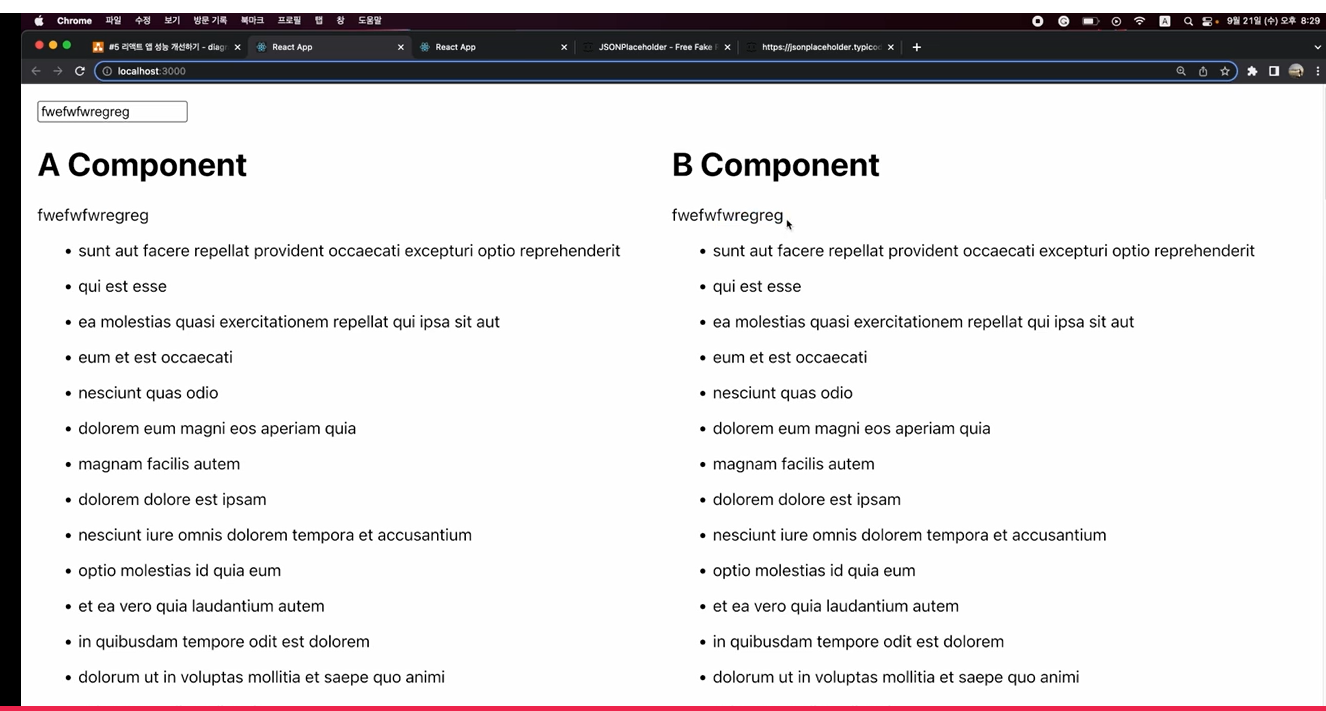 Chrome 파일 수정 보기 방문 기록 북마크 프로필 탭 창 도움말 9월 21일 (수) 오후 8:29
#5 리액트 앱 성능 개선하기 - diag React App React App JSONPlaceholder - Free Fake https://jsonplaceholder.typico
localhost:3000
fwefwfwregreg
A Component
fwefwfwregreg
• sunt aut facere repellat provident occaecati excepturi optio reprehenderit
• qui est esse
• ea molestias quasi exercitationem repellat qui ipsa sit aut
• eum et est occaecati
• nesciunt quas odio
• dolorem eum magni eos aperiam quia
• magnam facilis autem
• dolorem dolore est ipsam
• nesciunt iure omnis dolorem tempora et accusantium
• optio molestias id quia eum
• et ea vero quia laudantium autem
• in quibusdam tempore odit est dolorem
• dolorum ut in voluptas mollitia et saepe quo animi
B Component
fwefwfwregreg
• sunt aut facere repellat provident occaecati excepturi optio reprehenderit
• qui est esse
• ea molestias quasi exercitationem repellat qui ipsa sit aut
• eum et est occaecati
• nesciunt quas odio
• dolorem eum magni eos aperiam quia
• magnam facilis autem
• dolorem dolore est ipsam
• nesciunt iure omnis dolorem tempora et accusantium
• optio molestias id quia eum
• et ea vero quia laudantium autem
• in quibusdam tempore odit est dolorem
• dolorum ut in voluptas mollitia et saepe quo animi